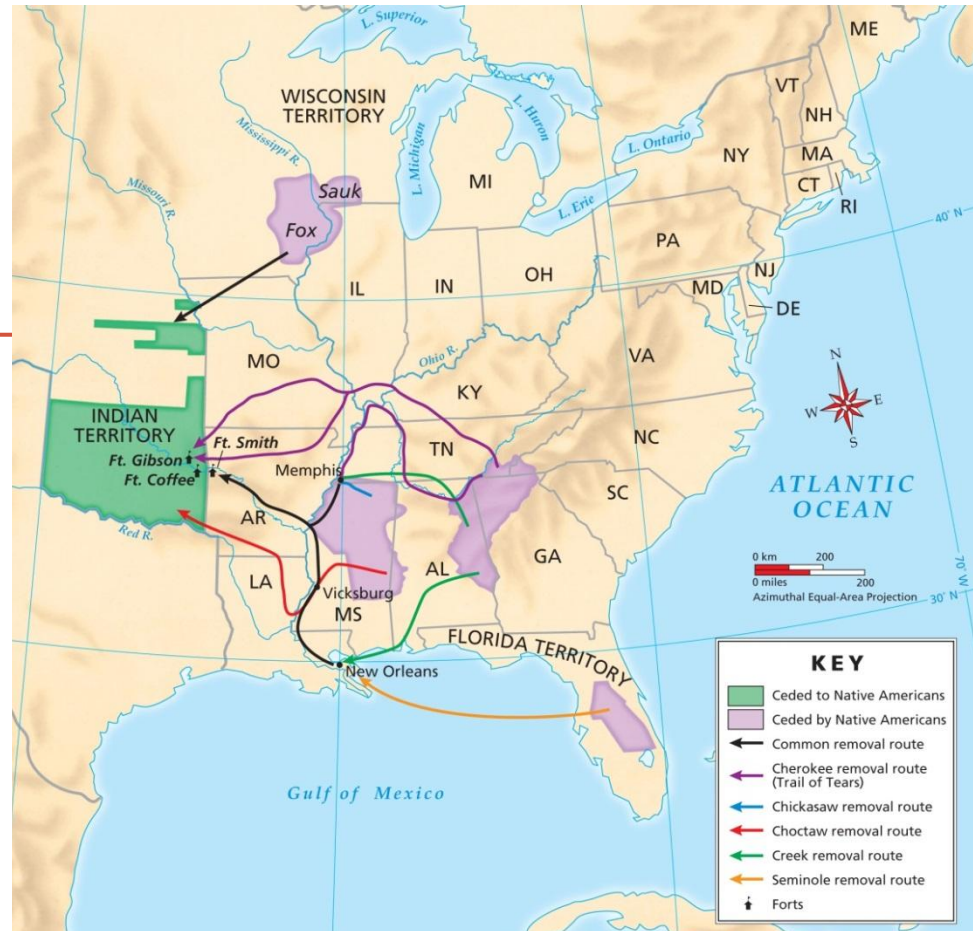 L. Superior
ME
WISCONSIN
TERRITORY
VT
NH
L. Huron
L. Michigan
L. Ontario
Mississippi R.
NY
MA
Missouri R.
MI
CT
RI
Sauk
L. Erie
40° N
Fox
PA
NJ
OH
MD
IL
IN
DE
MO
Ohio R.
VA
KY
N
W
E
S
INDIAN
TERRITORY
Ft. Smith
NC
TN
Ft. Gibson
Memphis
Ft. Coffee
SC
ATLANTIC
OCEAN
AR
Red R.
GA
AL
LA
0 km 200
0 miles 200
Azimuthal Equal-Area Projection
70° W
30° N
Vicksburg
MS
FLORIDA TERRITORY
New Orleans
Gulf of Mexico
KEY
Ceded to Native Americans
Ceded by Native Americans
Common removal route
Cherokee removal route
(Trail of Tears)
Chickasaw removal route
Choctaw removal route
Creek removal route
Seminole removal route
Forts